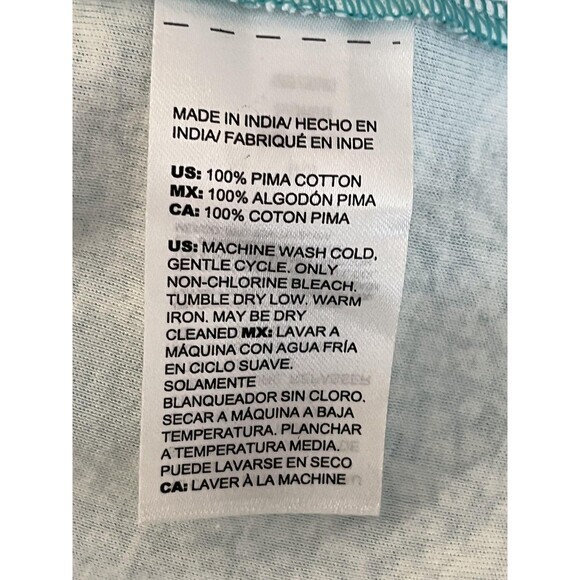 MADE IN INDIA/ HECHO EN
INDIA/ FABRIQUÉ EN INDE
US: 100% PIMA COTTON
MX: 100% ALGODÓN PIMA
CA: 100% COTON PIMA
US: MACHINE WASH COLD,
GENTLE CYCLE. ONLY
NON-CHLORINE BLEACH.
TUMBLE DRY LOW. WARM
IRON. MAY BE DRY
CLEANED MX: LAVAR A
MÁQUINA CON AGUA FRÍA
EN CICLO SUAVE.
SOLAMENTE
BLANQUEADOR SIN CLORO.
SECAR A MÁQUINA A BAJA
TEMPERATURA. PLANCHAR
A TEMPERATURA MEDIA.
PUEDE LAVARSE EN SECO
CA: LAVER À LA MACHINE